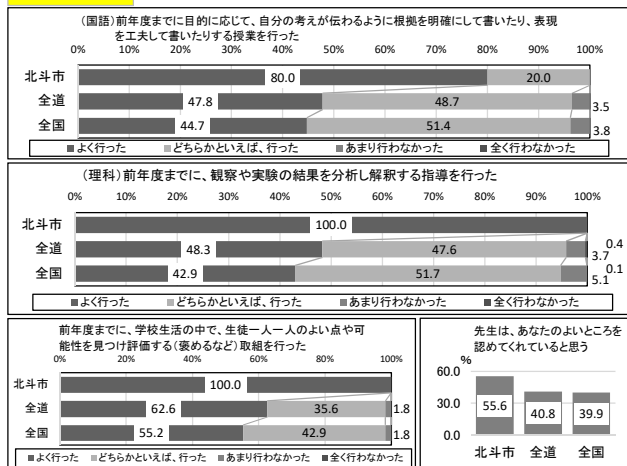 （国語）前年度までに目的に応じて、自分の考えが伝わるように根拠を明確にして書いたり、表現
を工夫して書いたりする授業を行った
0% 10% 20% 30% 40% 50% 60% 70% 80% 90% 100%
北斗市 80.0 20.0
全道 47.8 48.7 3.5
全国 44.7 51.4 3.8
■よく行った ■どちらかといえば、行った ■あまり行わなかった ■全く行わなかった
（理科）前年度までに、観察や実験の結果を分析し解釈する指導を行った
0% 10% 20% 30% 40% 50% 60% 70% 80% 90% 100%
北斗市 100.0
全道 48.3 47.6 3.7 0.4
全国 42.9 51.7 5.1 0.1
■よく行った ■どちらかといえば、行った ■あまり行わなかった ■全く行わなかった
前年度までに、学校生活の中で、生徒一人一人のよい点や可
能性を見つけ評価する（褒めるなど）取組を行った
0% 20% 40% 60% 80% 100%
北斗市 100.0
全道 62.6 35.6 1.8
全国 55.2 42.9 1.8
■よく行った ■どちらかといえば、行った ■あまり行わなかった ■全く行わなかった
先生は、あなたのよいところを
認めてくれていると思う
%
60.0
30.0
0.0
55.6 40.8 39.9
北斗市 全道 全国